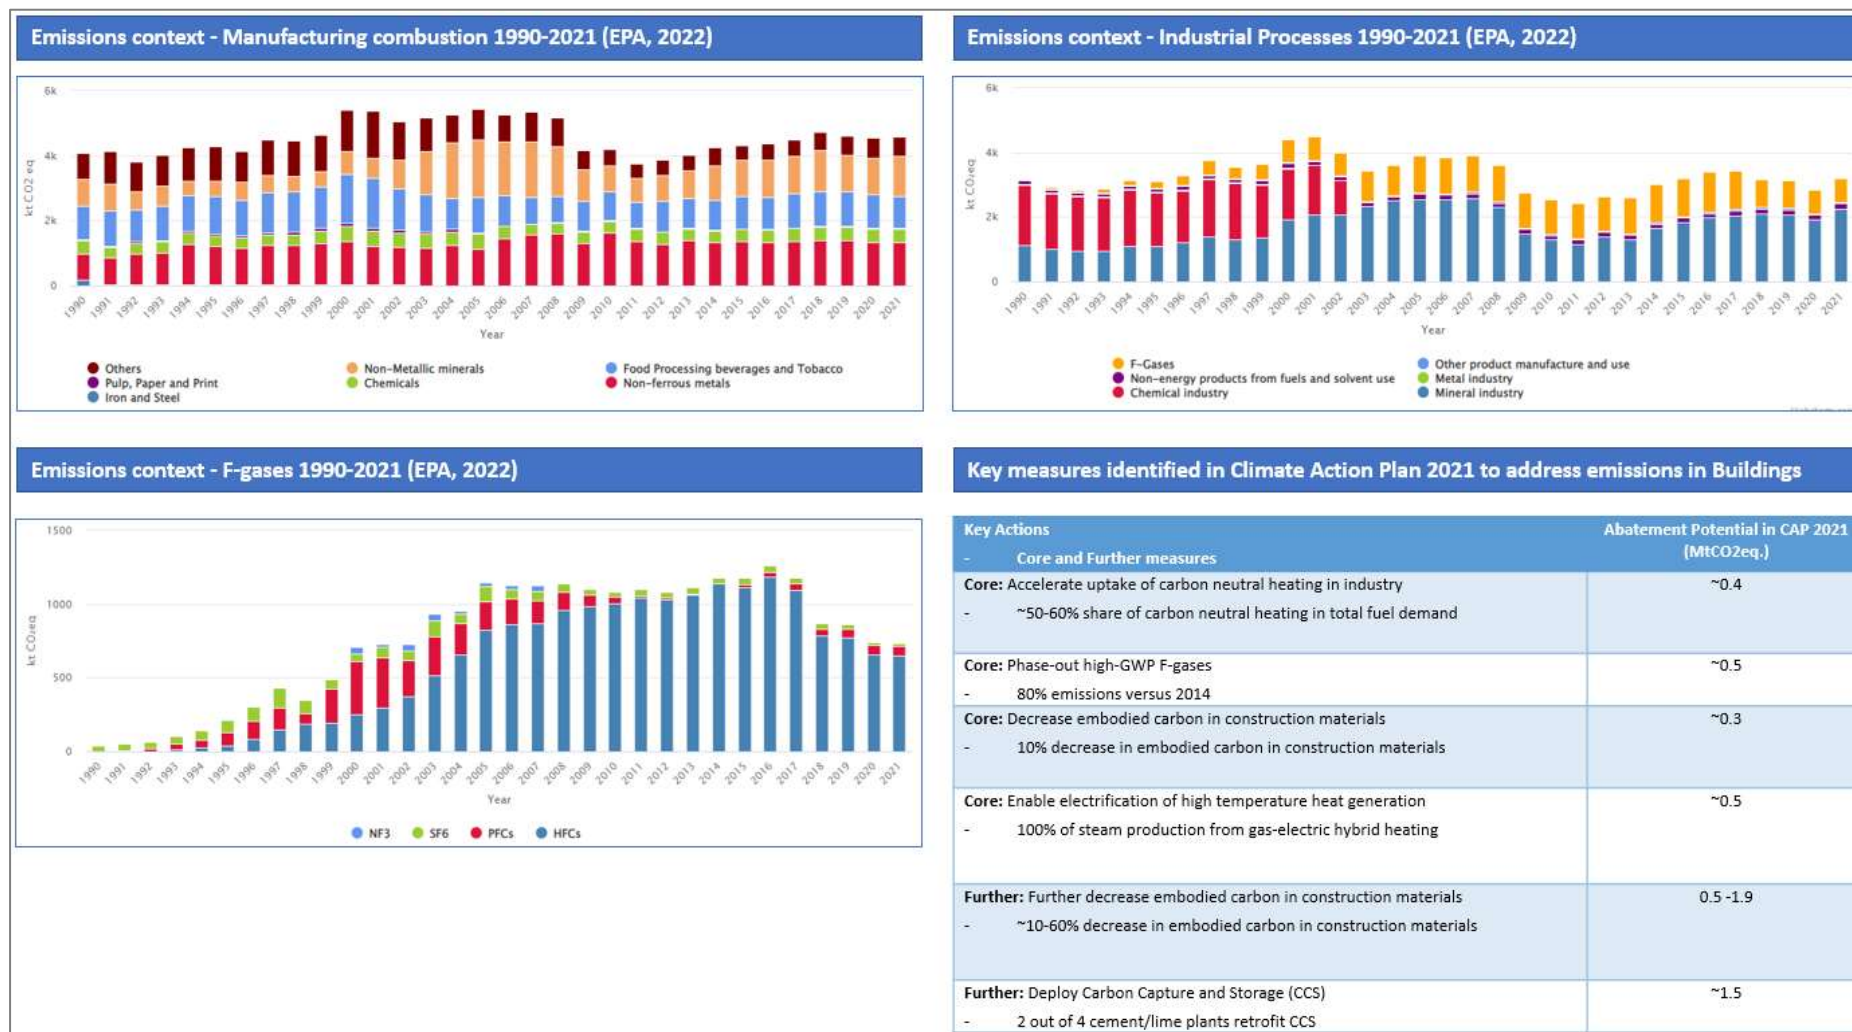 Emissions context - Manufacturing combustion 1990-2021 (EPA, 2022)
6k
4k
2k
0
kt CO2 eq
1990 1991 1992 1993 1994 1995 1996 1997 1998 1999 2000 2001 2002 2003 2004 2005 2006 2007 2008 2009 2010 2011 2012 2013 2014 2015 2016 2017 2018 2019 2020 2021
Year
Others
Non-Metallic minerals
Food Processing beverages and Tobacco
Pulp, Paper and Print
Chemicals
Non-ferrous metals
Iron and Steel
Emissions context - Industrial Processes 1990-2021 (EPA, 2022)
6k
4k
2k
0
kt CO₂eq
1990 1991 1992 1993 1994 1995 1996 1997 1998 1999 2000 2001 2002 2003 2004 2005 2006 2007 2008 2009 2010 2011 2012 2013 2014 2015 2016 2017 2018 2019 2020 2021
Year
F-Gases
Other product manufacture and use
Non-energy products from fuels and solvent use
Metal industry
Chemical industry
Mineral industry
Emissions context - F-gases 1990-2021 (EPA, 2022)
1500
1000
500
0
kt CO₂eq
1990 1991 1992 1993 1994 1995 1996 1997 1998 1999 2000 2001 2002 2003 2004 2005 2006 2007 2008 2009 2010 2011 2012 2013 2014 2015 2016 2017 2018 2019 2020 2021
Year
NF3 SF6 PFCs HFCs
Key measures identified in Climate Action Plan 2021 to address emissions in Buildings
Key Actions
- Core and Further measures
Abatement Potential in CAP 2021
(MtCO2eq.)
Core: Accelerate uptake of carbon neutral heating in industry
~0.4
- ~50-60% share of carbon neutral heating in total fuel demand
Core: Phase-out high-GWP F-gases
~0.5
- 80% emissions versus 2014
Core: Decrease embodied carbon in construction materials
~0.3
- 10% decrease in embodied carbon in construction materials
Core: Enable electrification of high temperature heat generation
~0.5
- 100% of steam production from gas-electric hybrid heating
Further: Further decrease embodied carbon in construction materials
0.5 -1.9
- ~10-60% decrease in embodied carbon in construction materials
Further: Deploy Carbon Capture and Storage (CCS)
~1.5
- 2 out of 4 cement/lime plants retrofit CCS